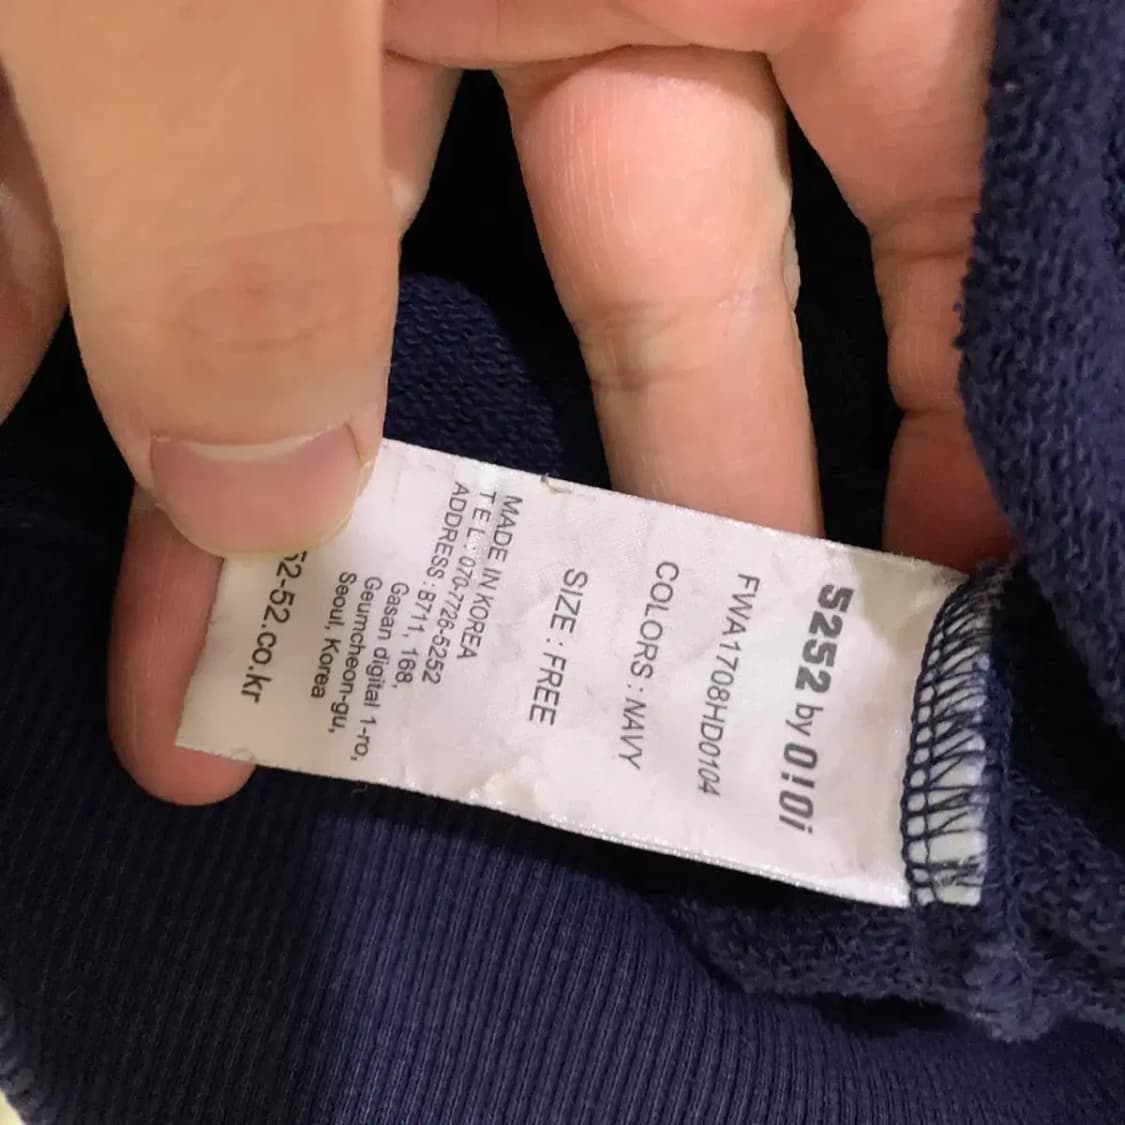 5252 by O!Oi
FWA1708HD0104
COLORS : NAVY
SIZE : FREE
MADE IN KOREA
T E L : 070-7726-5252
ADDRESS : B711, 168,
Gasan digital 1-ro,
Geumcheon-gu,
Seoul, Korea
52-52.co.kr